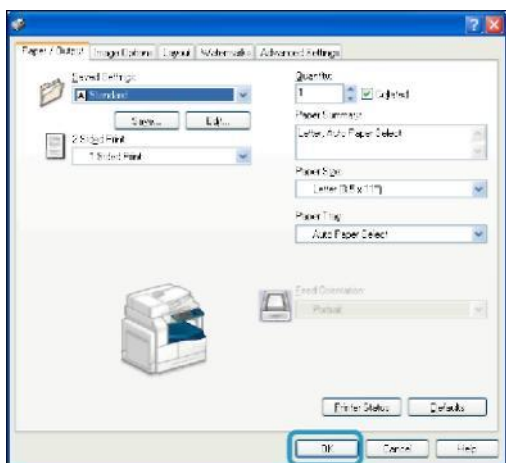 Paper / Output Image Options Layout Watermarks Advanced Settings
Saved Settings:
Standard
Save... Edit...
2 Sided Print
1 Sided Print
Quantity:
1 Collated
Paper Summary:
Letter, Auto Paper Select
Paper Size:
Letter (8.5 x 11")
Paper Tray:
Auto Paper Select
Feed Orientation:
Portrait
Printer Status Defaults
OK Cancel Help